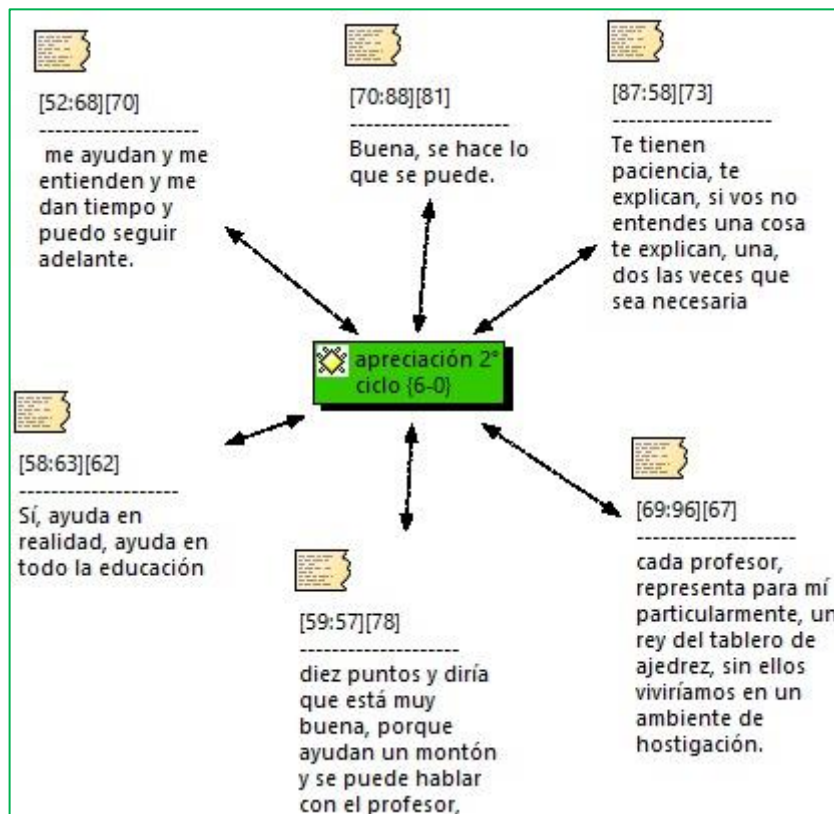 [52:68][70]
--------------------
me ayudan y me
entienden y me
dan tiempo y
puedo seguir
adelante.
[70:88][81]
--------------------
Buena, se hace lo
que se puede.
[87:58][73]
--------------------
Te tienen
paciencia, te
explican, si vos no
entendes una cosa
te explican, una,
dos las veces que
sea necesaria
apreciación 2°
ciclo {6-0}
[58:63][62]
--------------------
Sí, ayuda en
realidad, ayuda en
todo la educación
[59:57][78]
--------------------
diez puntos y diría
que está muy
buena, porque
ayudan un montón
y se puede hablar
con el profesor,
[69:96][67]
--------------------
cada profesor,
representa para mí
particularmente, un
rey del tablero de
ajedrez, sin ellos
viviríamos en un
ambiente de
hostigación.